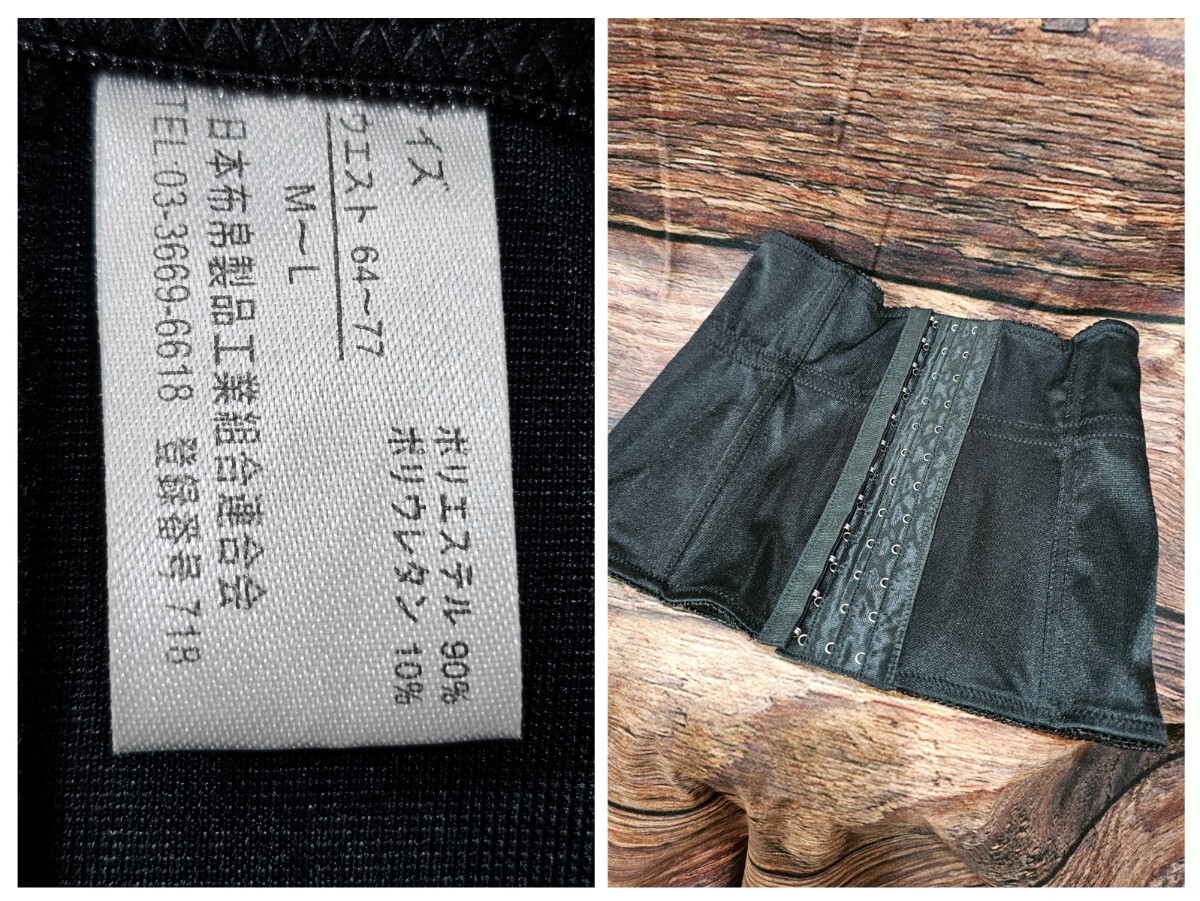 サイズ
ウエスト 64~77
M~L
ポリエステル 90%
ポリウレタン 10%
日本布帛製品工業組合連合会
TEL.03-3669-6618 登録番号 718